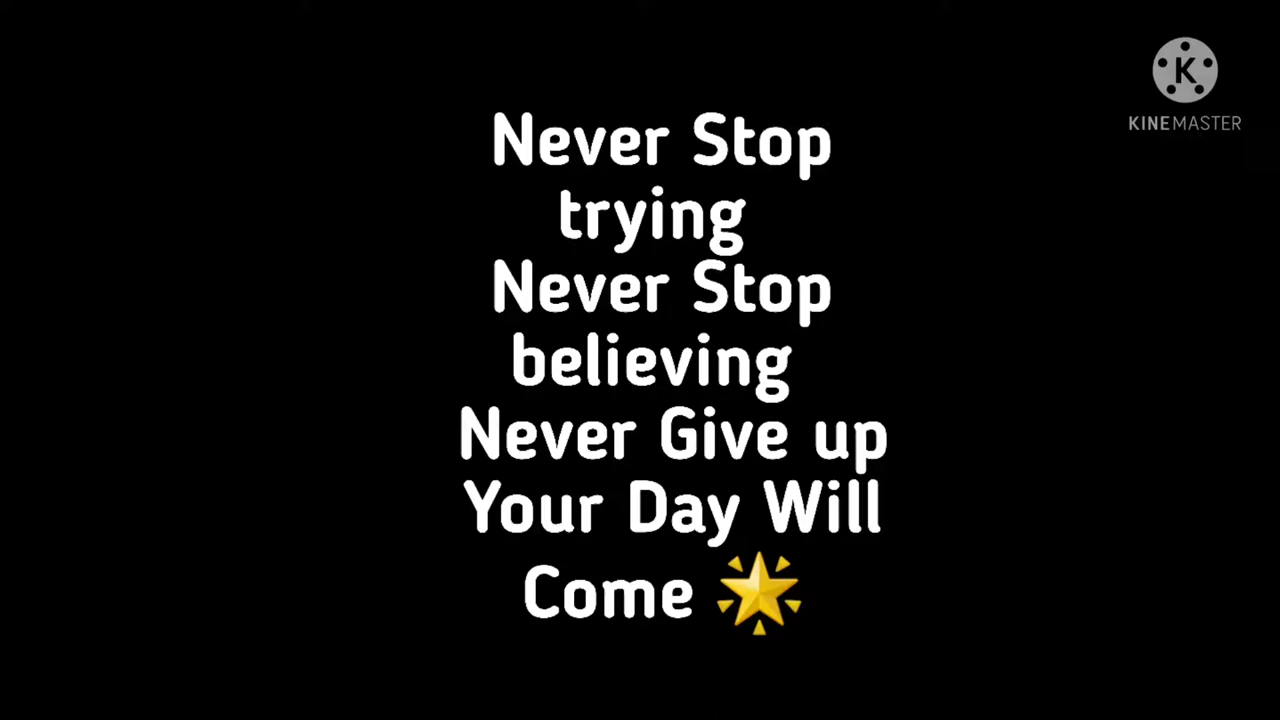 K
KINEMASTER
Never Stop
trying
Never Stop
believing
Never Give up
Your Day Will
Come 🌟